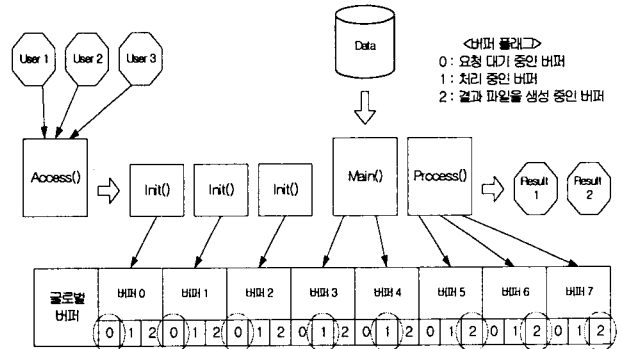 User 1 User 2 User 3
Data
<버퍼 플래그>
0 : 요청 대기 중인 버퍼
1 : 처리 중인 버퍼
2 : 결과 파일을 생성 중인 버퍼
Access()
Init() Init() Init()
Main() Process()
Result 1
Result 2
글로벌 버퍼
버퍼 0 버퍼 1 버퍼 2 버퍼 3 버퍼 4 버퍼 5 버퍼 6 버퍼 7
0 1 2 0 1 2 0 1 2 0 1 2 0 1 2 0 1 2 0 1 2 0 1 2